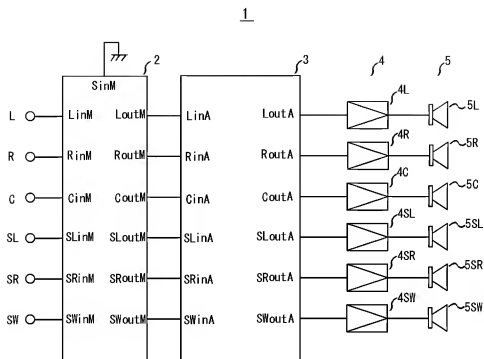 1
2 3 4 5
SinM
4L 5L
L LinM LoutM LinA LoutA
4R 5R
R RinM RoutM RinA RoutA
4C 5C
C CinM CoutM CinA CoutA
4SL 5SL
SL SLinM SLoutM SLinA SLoutA
4SR 5SR
SR SRinM SRoutM SRinA SRoutA
4SW 5SW
SW SWinM SWoutM SWinA SWoutA